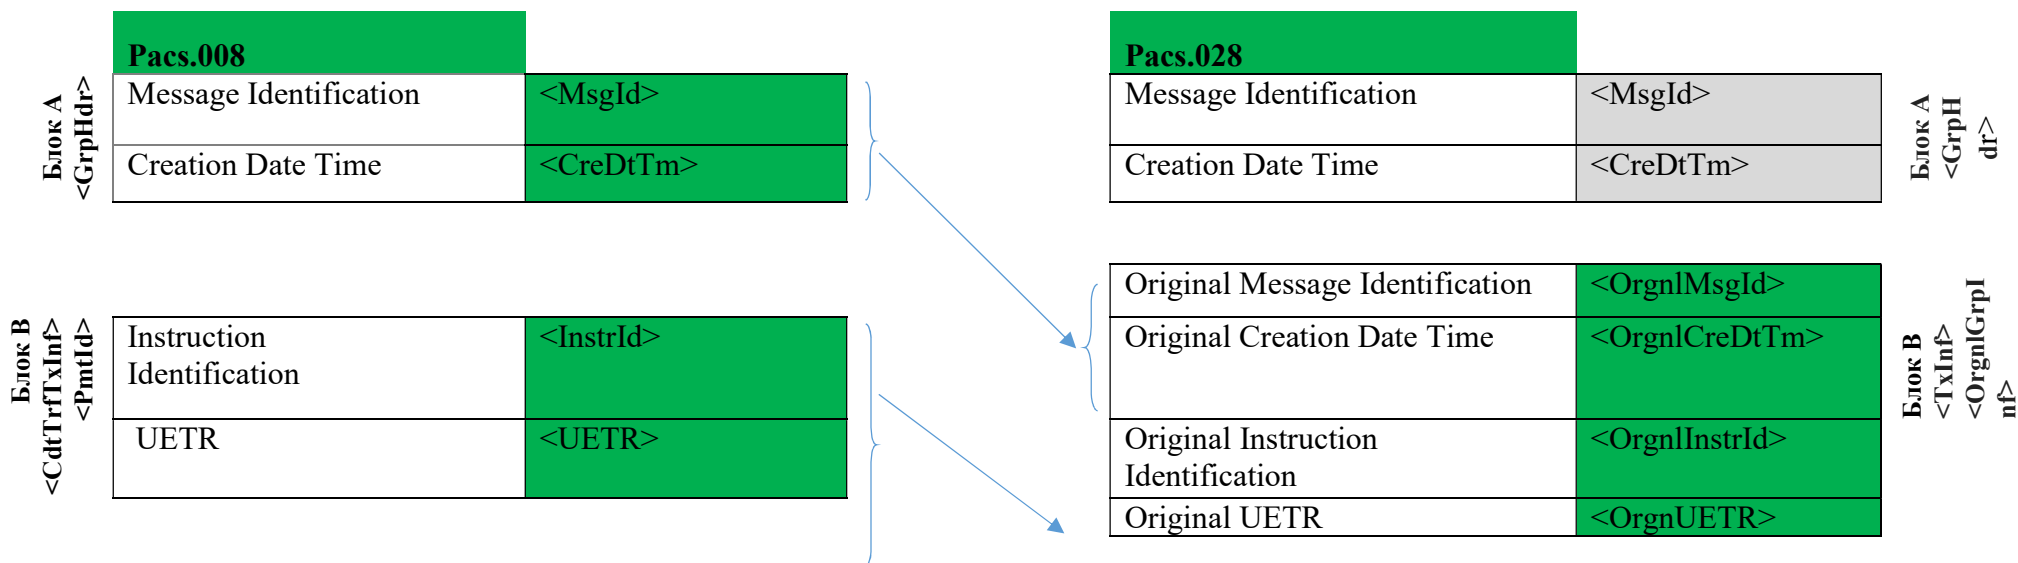 Pacs.008
Блок А
<GrpHdr>
Message Identification
<MsgId>
Creation Date Time
<CreDtTm>
Блок В
<CdtTrfTxInf>
<PmtId>
Instruction
Identification
<InstrId>
UETR
<UETR>
Pacs.028
Message Identification
<MsgId>
Creation Date Time
<CreDtTm>
Блок А
<GrpH
dr>
Original Message Identification
<OrgnlMsgId>
Original Creation Date Time
<OrgnlCreDtTm>
Original Instruction
Identification
<OrgnlInstrId>
Original UETR
<OrgnUETR>
Блок В
<TxInf>
<OrgnlGrpI
nf>